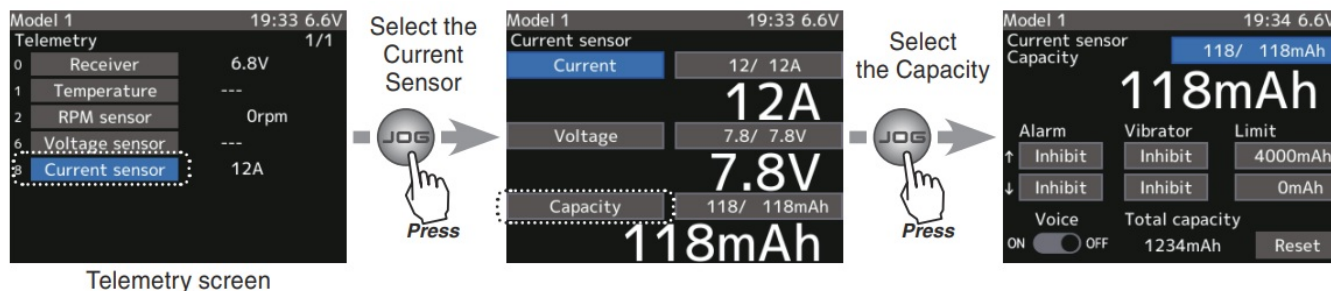 Model 1 19:33 6.6V
Telemetry 1/1
0 Receiver 6.8V
1 Temperature ---
2 RPM sensor 0rpm
6 Voltage sensor ---
8 Current sensor 12A
Telemetry screen
Select the
Current
Sensor
JOG
Press
Model 1 19:33 6.6V
Current sensor
Current 12/ 12A
12A
Voltage 7.8/ 7.8V
7.8V
Capacity 118/ 118mAh
118mAh
Select
the Capacity
JOG
Press
Model 1 19:34 6.6V
Current sensor
Capacity 118/ 118mAh
118mAh
Alarm Vibrator Limit
↑ Inhibit Inhibit 4000mAh
↓ Inhibit Inhibit 0mAh
Voice Total capacity
ON OFF 1234mAh Reset